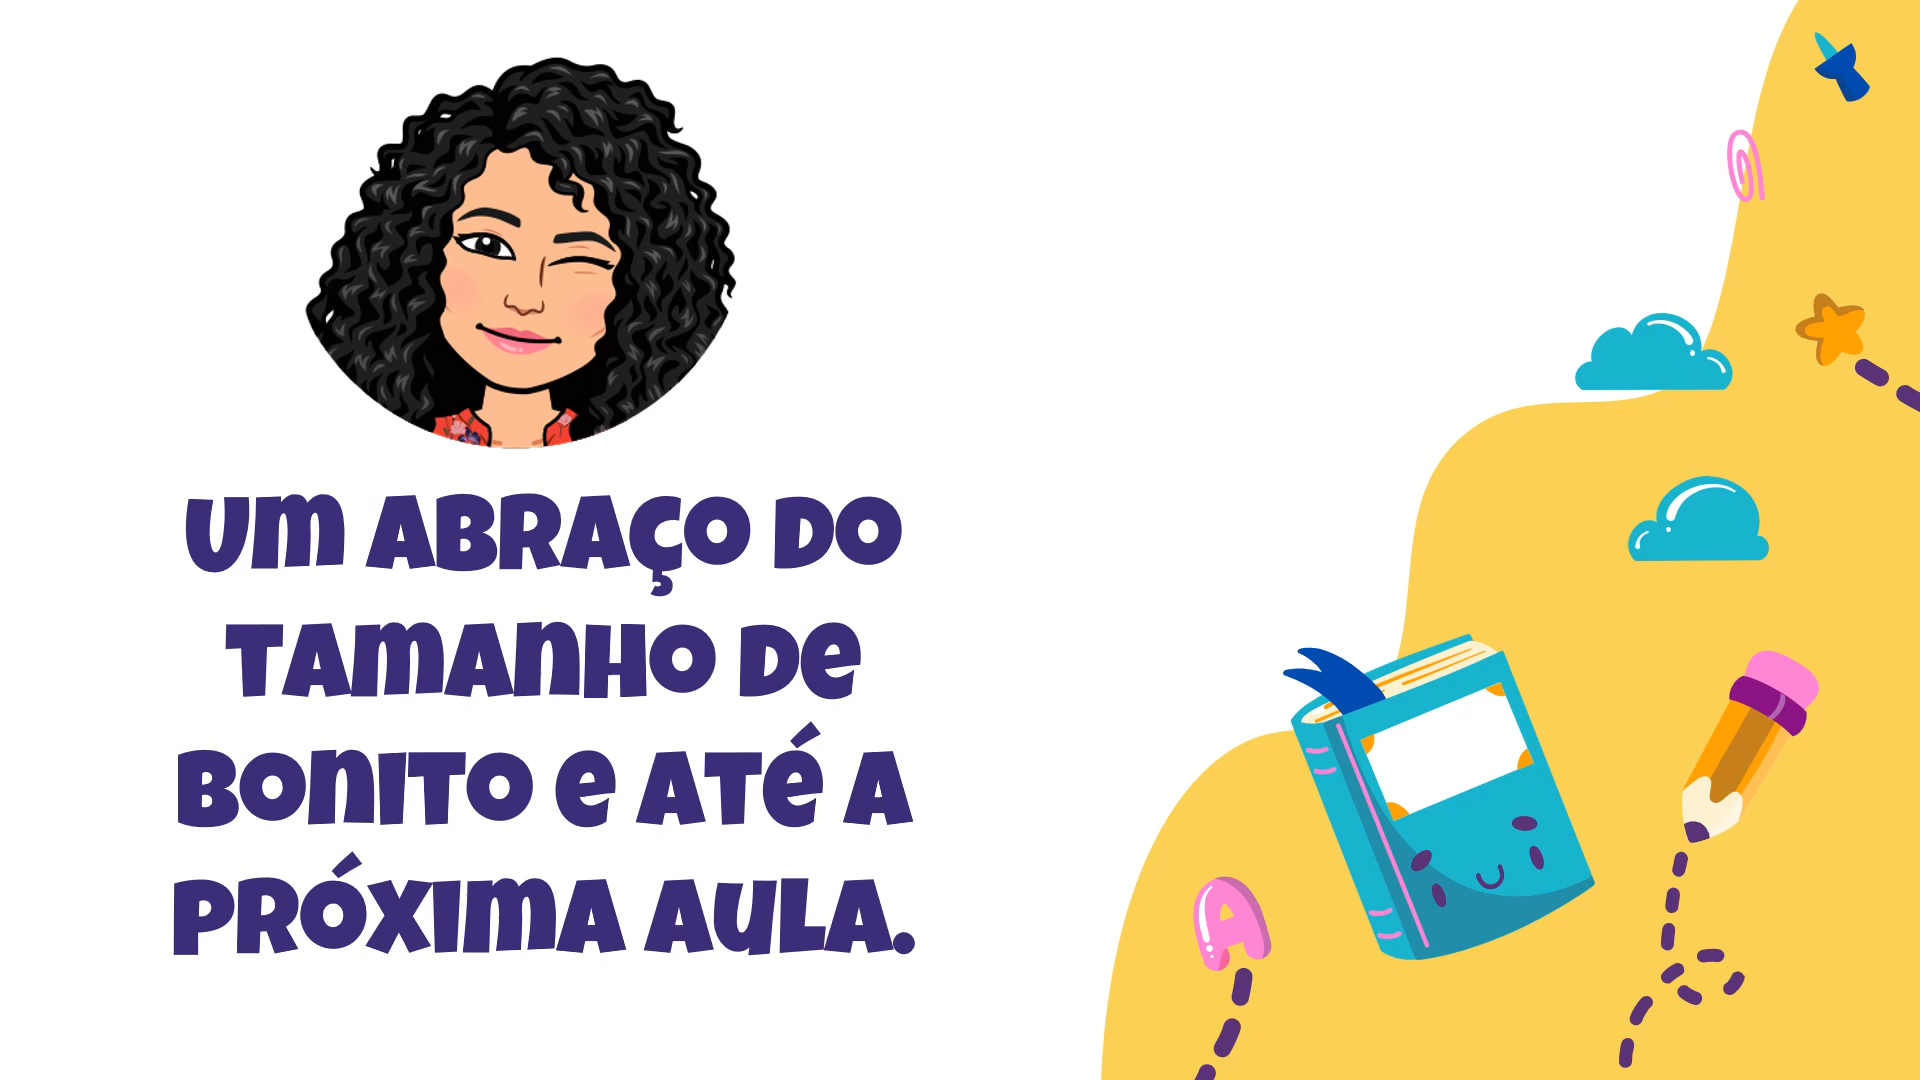 UM ABRAÇO DO
TAMANHO DE
BONITO E ATÉ A
PRÓXIMA AULA.
A